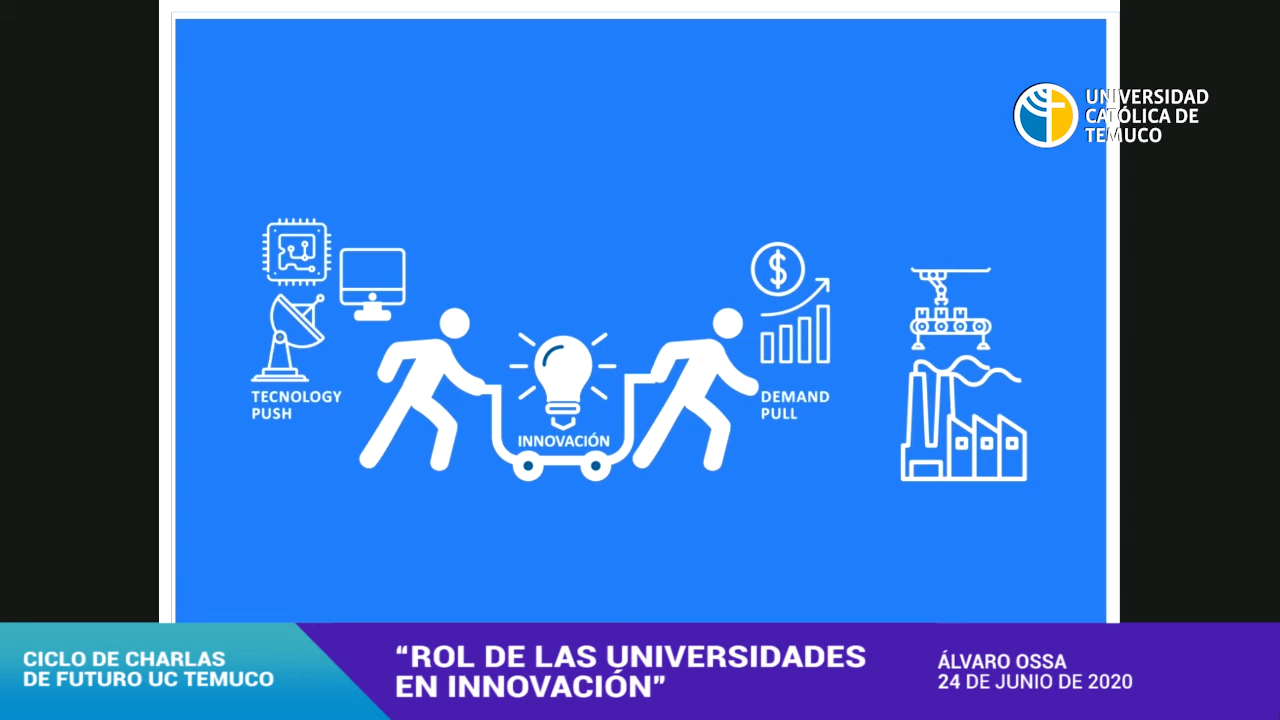 UNIVERSIDAD
CATÓLICA DE
TEMUCO
TECNOLOGY
PUSH
INNOVACIÓN
DEMAND
PULL
CICLO DE CHARLAS
DE FUTURO UC TEMUCO
“ROL DE LAS UNIVERSIDADES
EN INNOVACIÓN”
ÁLVARO OSSA
24 DE JUNIO DE 2020